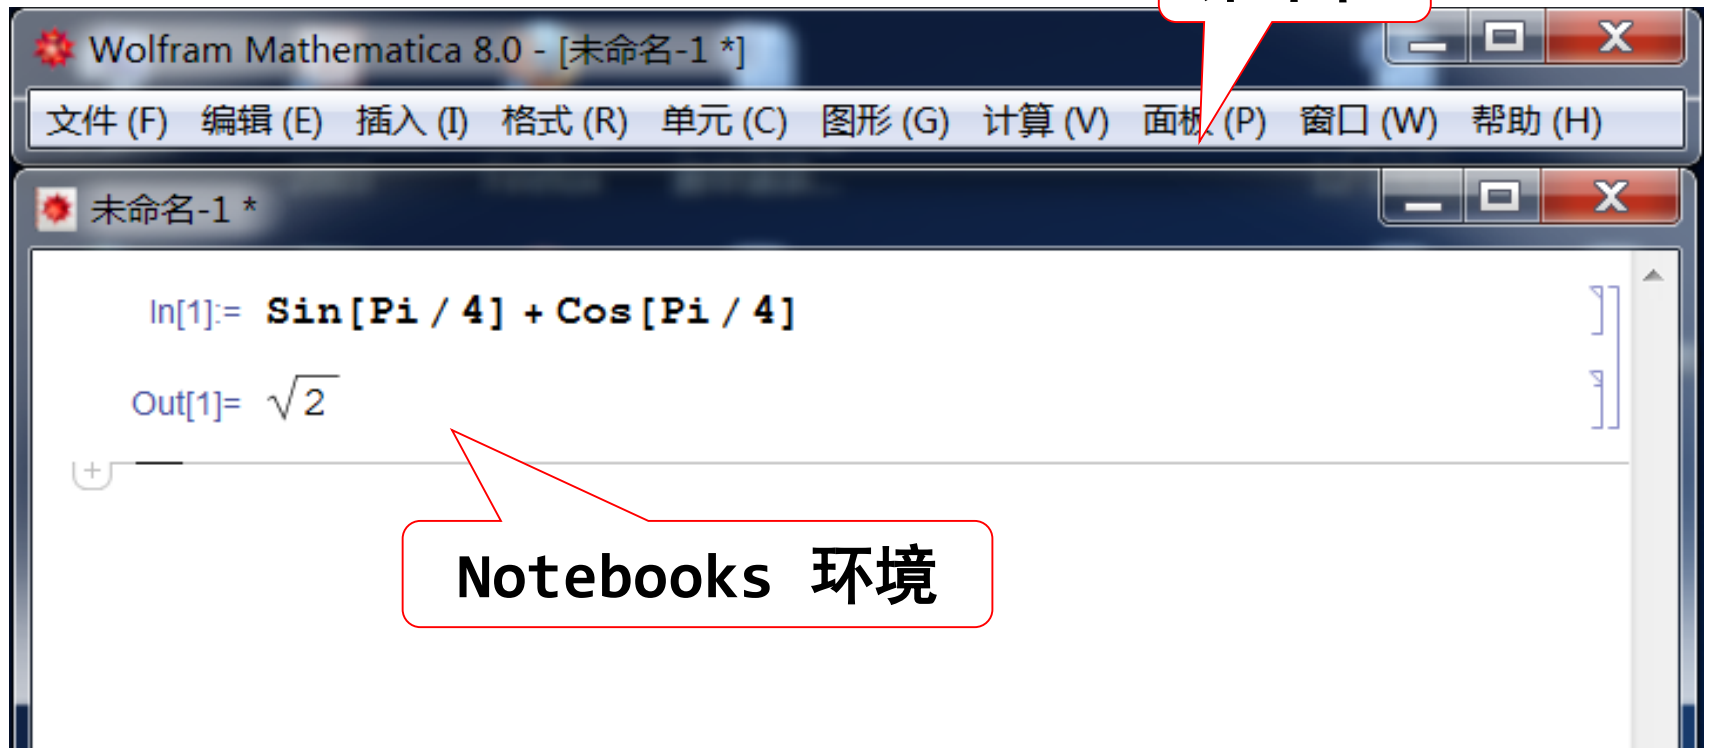 Wolfram Mathematica 8.0 - [未命名-1 *]
文件 (F) 编辑 (E) 插入 (I) 格式 (R) 单元 (C) 图形 (G) 计算 (V) 面板 (P) 窗口 (W) 帮助 (H)
未命名-1 *
In[1]:= Sin[Pi / 4] + Cos[Pi / 4]
Out[1]= √2
Notebooks 环境